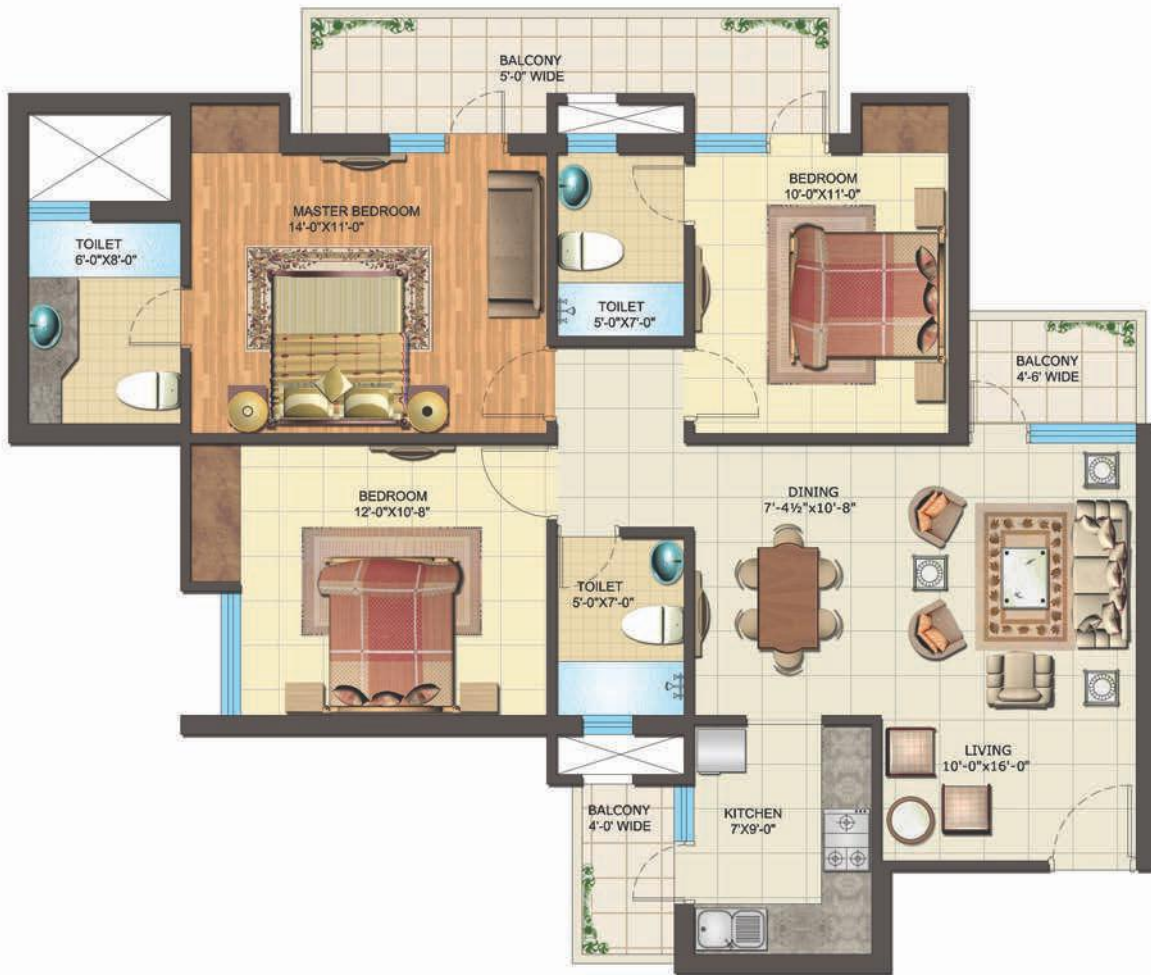 BALCONY
5'-0" WIDE
BEDROOM
10'-0"X11'-0"
MASTER BEDROOM
14'-0"X11'-0"
TOILET
6'-0"X8'-0"
TOILET
5'-0"X7'-0"
BALCONY
4'-6' WIDE
BEDROOM
12'-0"X10'-8"
DINING
7'-4½"x10'-8"
TOILET
5'-0"X7'-0"
LIVING
10'-0"x16'-0"
BALCONY
4'-0' WIDE
KITCHEN
7'X9'-0"